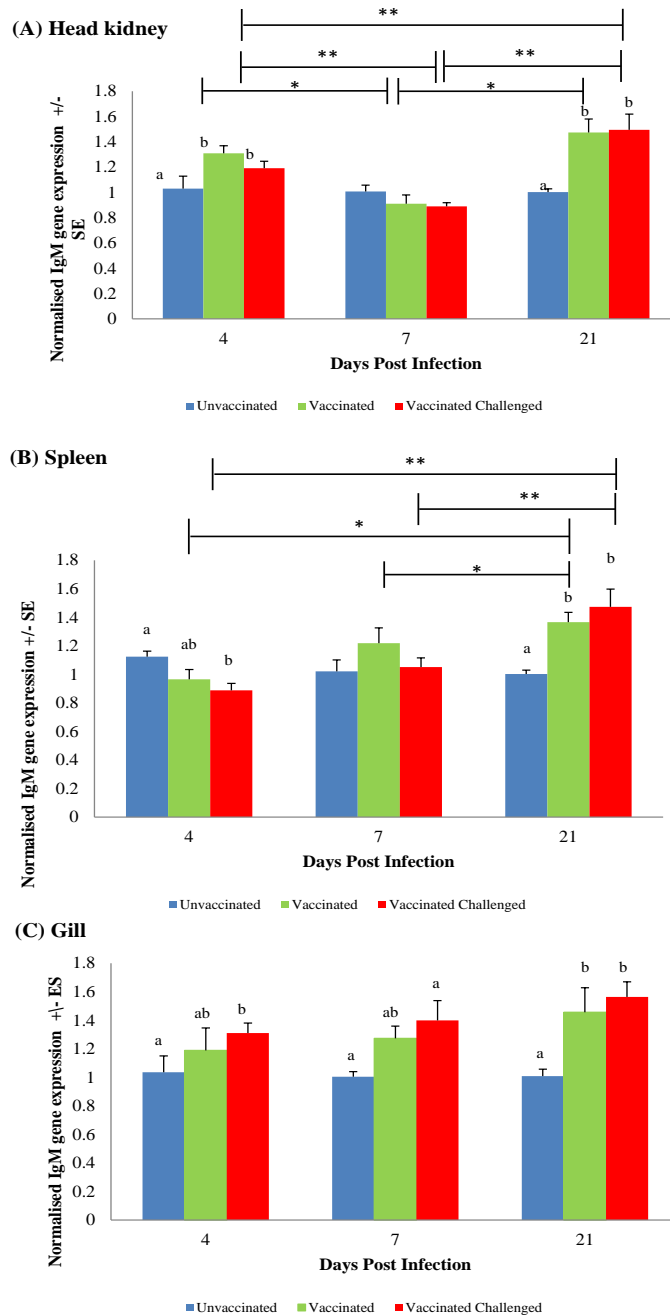 (A) Head kidney
**
** **
* *
Normalised IgM gene expression +/-
SE
1.8
1.6
1.4
1.2
1
0.8
0.6
0.4
0.2
0
a b b a b b
4 7 21
Days Post Infection
Unvaccinated Vaccinated Vaccinated Challenged
(B) Spleen
**
**
*
*
Normalised IgM gene expression +/- SE
1.8
1.6
1.4
1.2
1
0.8
0.6
0.4
0.2
0
a ab b a b b
4 7 21
Days Post Infection
Unvaccinated Vaccinated Vaccinated Challenged
(C) Gill
Normalised IgM gene expression +\- ES
1.8
1.6
1.4
1.2
1
0.8
0.6
0.4
0.2
0
a ab b a ab a a b b
4 7 21
Days Post Infection
Unvaccinated Vaccinated Vaccinated Challenged